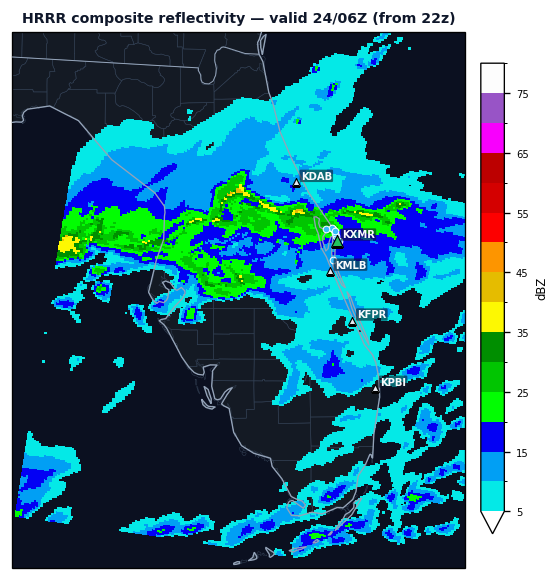 HRRR composite reflectivity — valid 24/06Z (from 22z)
KDAB
KXMR
KMLB
KFPR
KPBI
75
65
55
45
35
25
15
5
dBZ